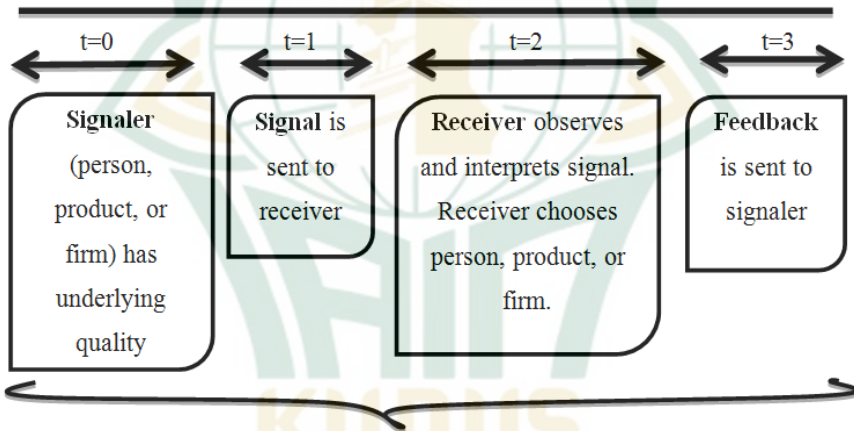 t=0
t=1
t=2
t=3
Signaler
(person,
product, or
firm) has
underlying
quality
Signal is
sent to
receiver
Receiver observes
and interprets signal.
Receiver chooses
person, product, or
firm.
Feedback
is sent to
signaler